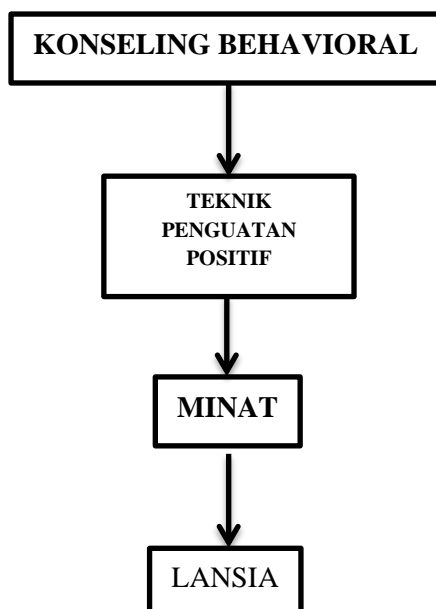 KONSELING BEHAVIORAL
TEKNIK
PENGUATAN
POSITIF
MINAT
LANSIA